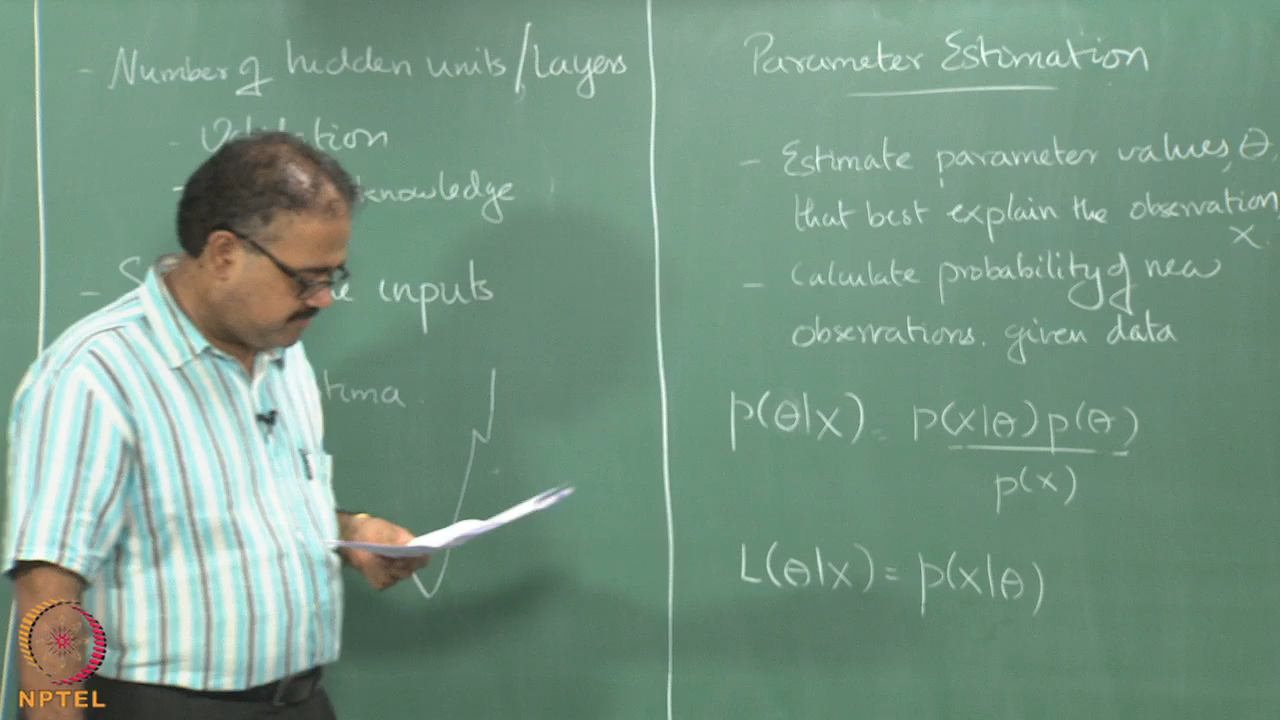 - Number of hidden units/Layers
- Validation
- knowledge
- inputs
Parameter Estimation
- Estimate parameter values, θ,
that best explain the observation
X
- Calculate probability of new
observations. given data
p(θ|X) = p(X|θ) p(θ)
p(X)
L(θ|X) = p(X|θ)
NPTEL